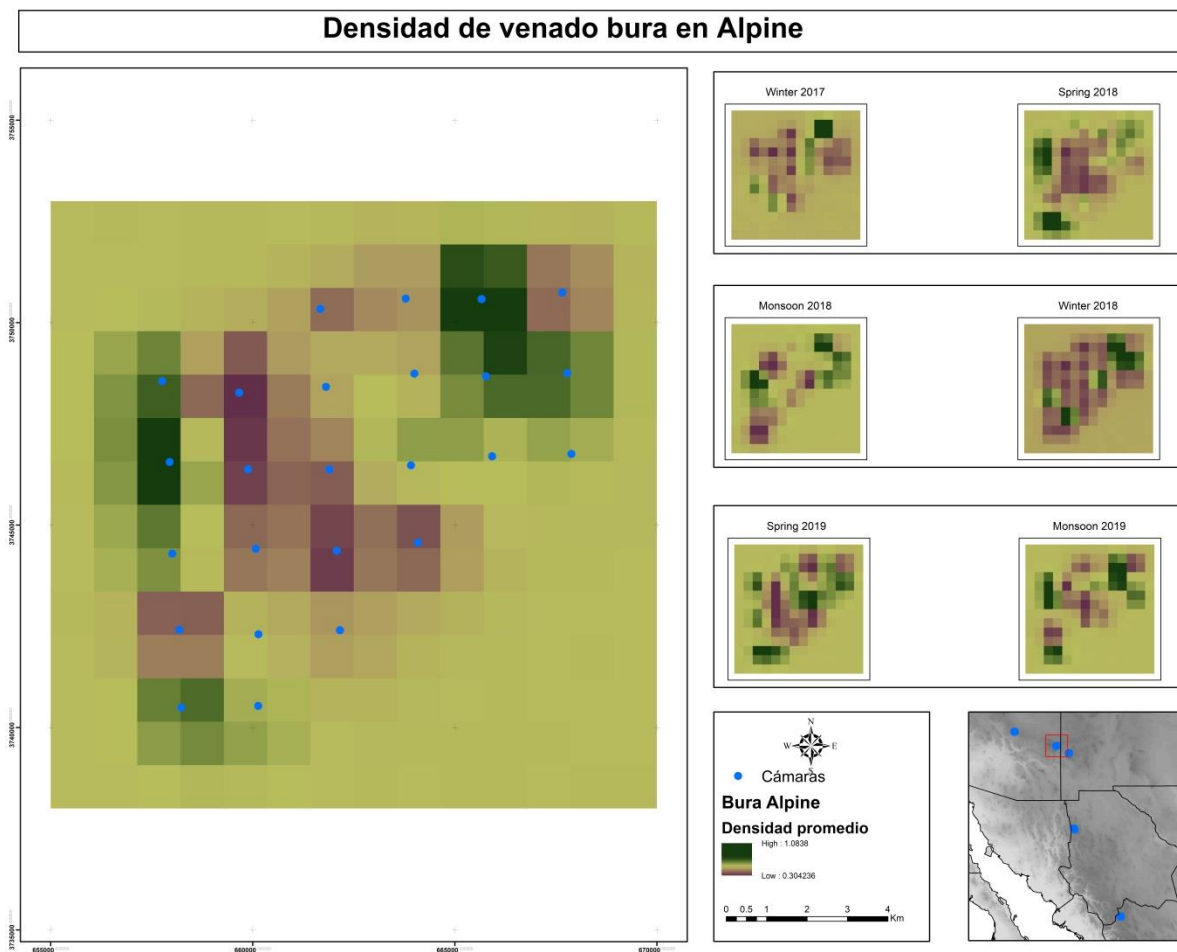 Densidad de venado bura en Alpine
3755000
3750000
3745000
3740000
3735000
655000
660000
665000
670000
Winter 2017
Spring 2018
Monsoon 2018
Winter 2018
Spring 2019
Monsoon 2019
N
W E
S
Cámaras
Bura Alpine
Densidad promedio
High : 1.0838
Low : 0.304236
0 0.5 1 2 3 4
Km